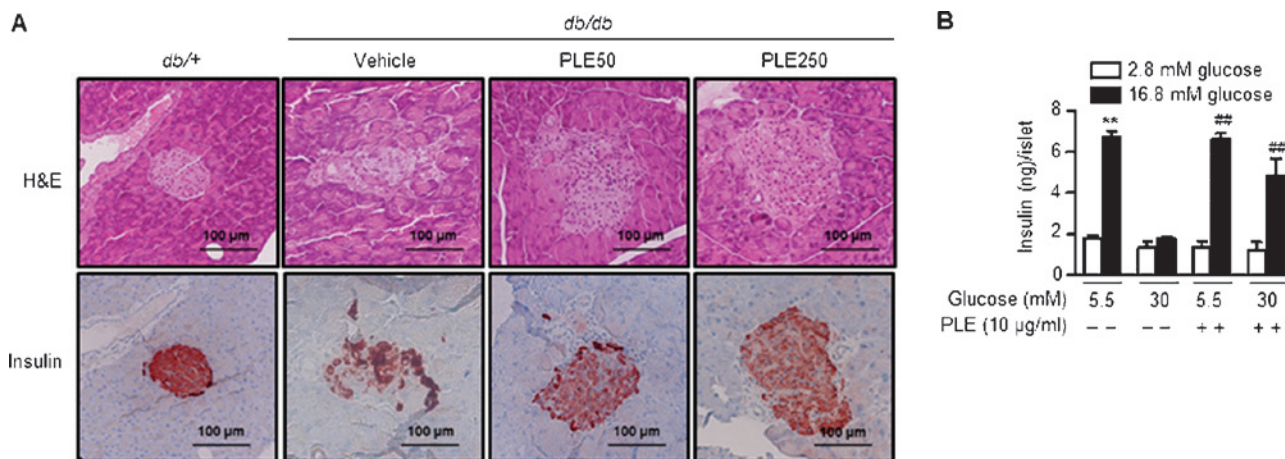 A
db/db
db/+ Vehicle PLE50 PLE250
H&E
100 µm 100 µm 100 µm 100 µm
Insulin
100 µm 100 µm 100 µm 100 µm
B
2.8 mM glucose
16.8 mM glucose
Insulin (ng)/islet
8
6
4
2
0
** ## ##
Glucose (mM) 5.5 30 5.5 30
PLE (10 µg/ml) – – – – + + + +